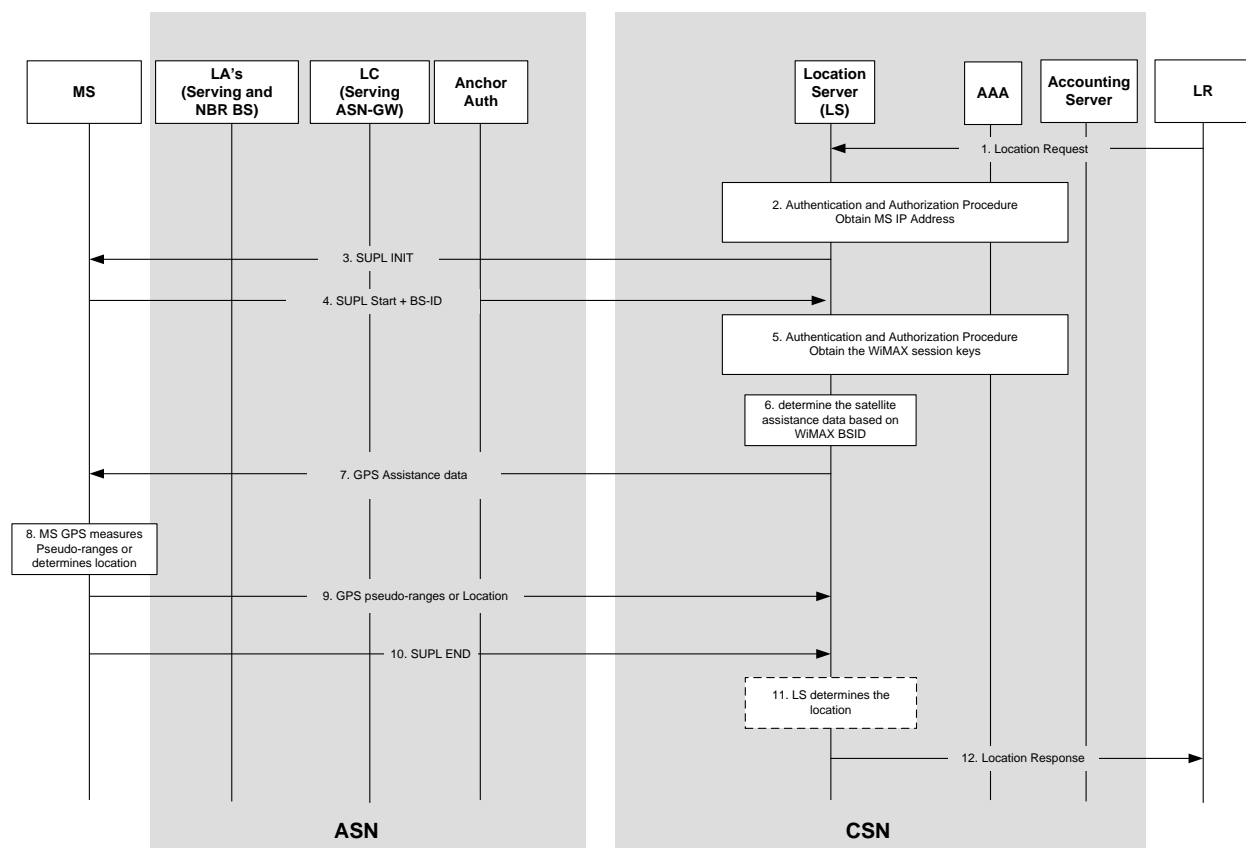 MS
LA's
(Serving and
NBR BS)
LC
(Serving
ASN-GW)
Anchor
Auth
Location
Server
(LS)
AAA
Accounting
Server
LR
1. Location Request
2. Authentication and Authorization Procedure
Obtain MS IP Address
3. SUPL INIT
4. SUPL Start + BS-ID
5. Authentication and Authorization Procedure
Obtain the WiMAX session keys
6. determine the satellite
assistance data based on
WiMAX BSID
7. GPS Assistance data
8. MS GPS measures
Pseudo-ranges or
determines location
9. GPS pseudo-ranges or Location
10. SUPL END
11. LS determines the
location
12. Location Response
ASN
CSN